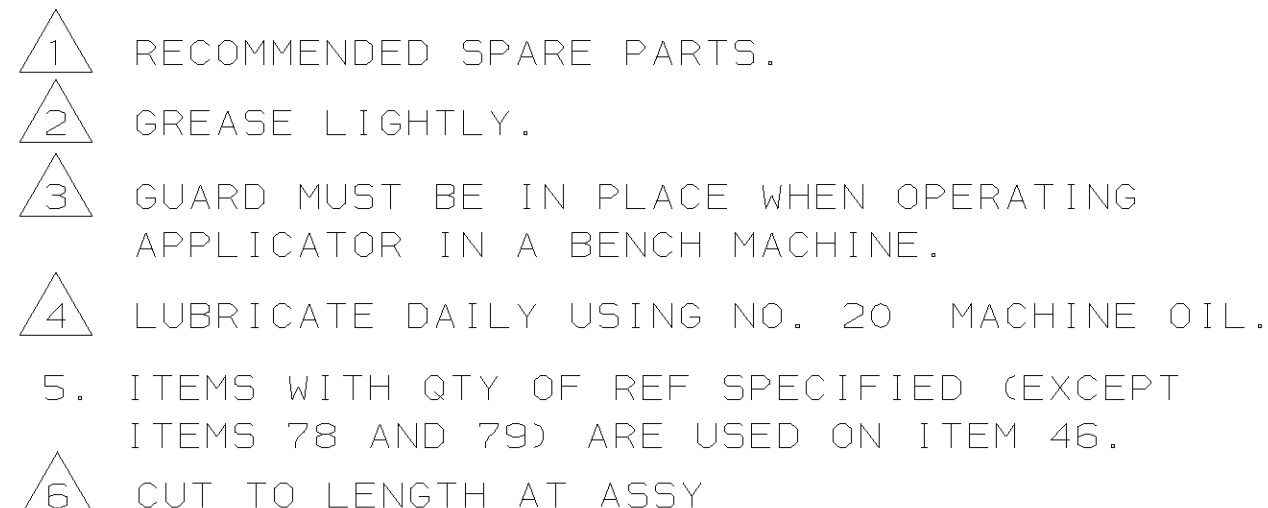 1 RECOMMENDED SPARE PARTS.
2 GREASE LIGHTLY.
3 GUARD MUST BE IN PLACE WHEN OPERATING
APPLICATOR IN A BENCH MACHINE.
4 LUBRICATE DAILY USING NO. 20 MACHINE OIL.
5. ITEMS WITH QTY OF REF SPECIFIED (EXCEPT
ITEMS 78 AND 79) ARE USED ON ITEM 46.
6 CUT TO LENGTH AT ASSY